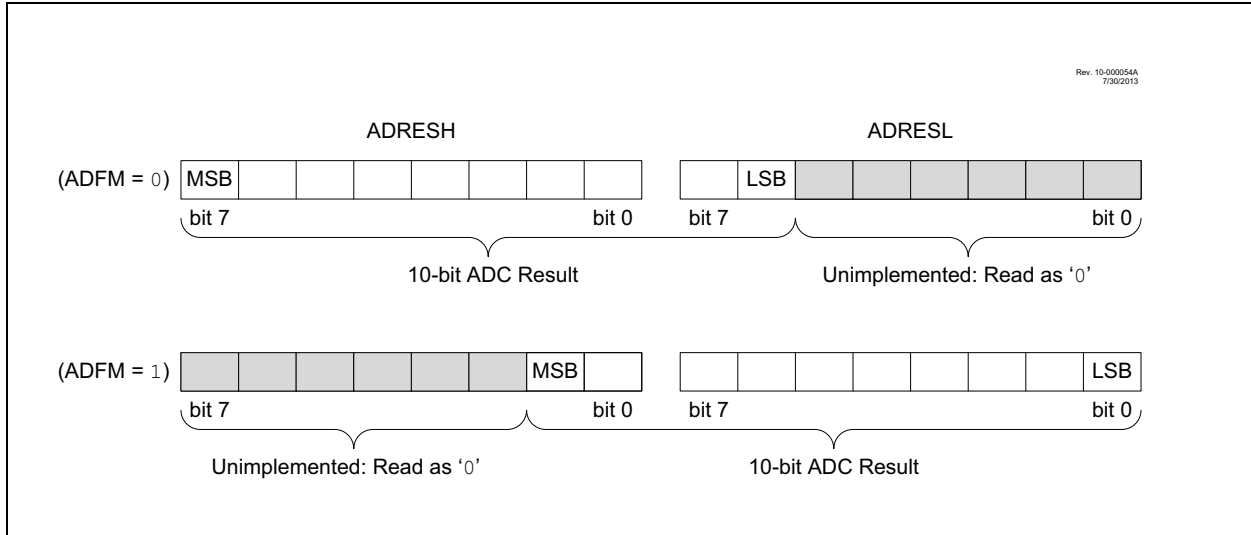 Rev. 10-000054A
7/30/2013
ADRESH ADRESL
(ADFM = 0) MSB LSB
bit 7 bit 0 bit 7 bit 0
10-bit ADC Result Unimplemented: Read as ‘0’
(ADFM = 1) MSB LSB
bit 7 bit 0 bit 7 bit 0
Unimplemented: Read as ‘0’ 10-bit ADC Result